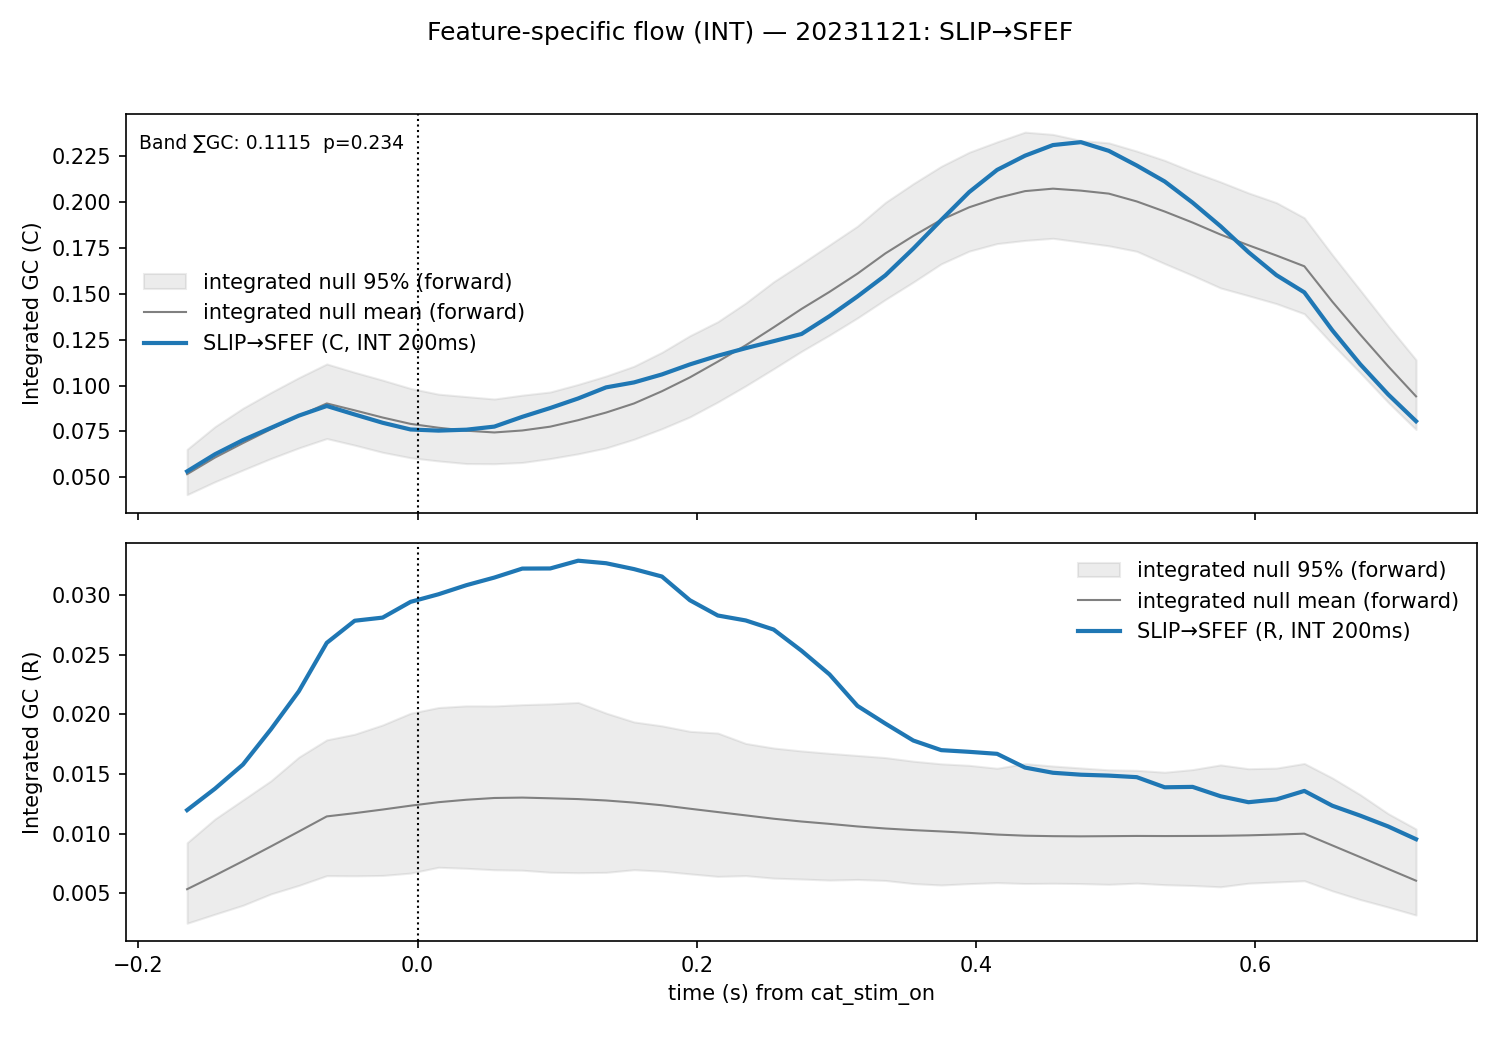 Feature-specific flow (INT) — 20231121: SLIP→SFEF
Band ∑GC: 0.1115  p=0.234
Integrated GC (C)
0.225
0.200
0.175
0.150
0.125
0.100
0.075
0.050
integrated null 95% (forward)
integrated null mean (forward)
SLIP→SFEF (C, INT 200ms)
Integrated GC (R)
0.030
0.025
0.020
0.015
0.010
0.005
integrated null 95% (forward)
integrated null mean (forward)
SLIP→SFEF (R, INT 200ms)
−0.2 0.0 0.2 0.4 0.6
time (s) from cat_stim_on